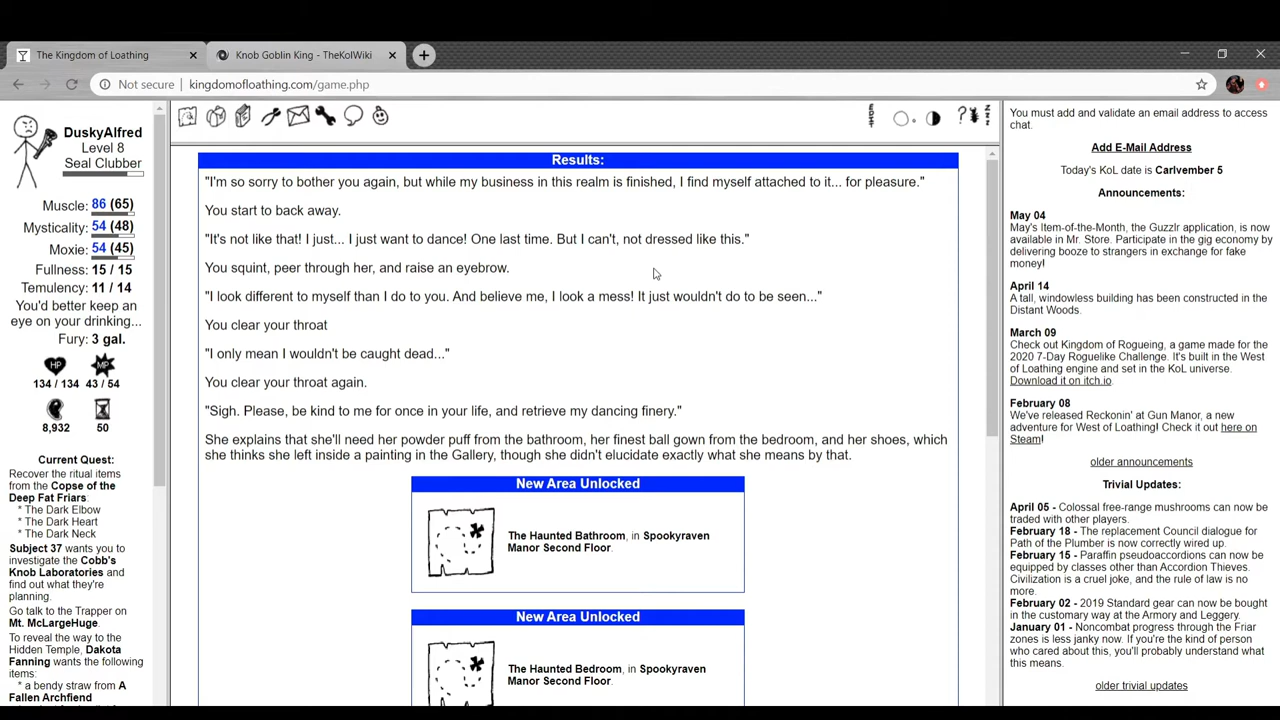 The Kingdom of Loathing
Knob Goblin King - TheKolWiki
Not secure | kingdomofloathing.com/game.php
DuskyAlfred
Level 8
Seal Clubber
Muscle: 86 (65)
Mysticality: 54 (48)
Moxie: 54 (45)
Fullness: 15 / 15
Temulency: 11 / 14
You'd better keep an
eye on your drinking...
Fury: 3 gal.
HP
MP
134 / 134
43 / 54
8,932
50
Current Quest:
Recover the ritual items
from the Copse of the
Deep Fat Friars:
* The Dark Elbow
* The Dark Heart
* The Dark Neck
Subject 37 wants you to
investigate the Cobb's
Knob Laboratories and
find out what they're
planning.
Go talk to the Trapper on
Mt. McLargeHuge.
To reveal the way to the
Hidden Temple, Dakota
Fanning wants the following
items:
* a bendy straw from A
Fallen Archfiend
Results:
"I'm so sorry to bother you again, but while my business in this realm is finished, I find myself attached to it... for pleasure."
You start to back away.
"It's not like that! I just... I just want to dance! One last time. But I can't, not dressed like this."
You squint, peer through her, and raise an eyebrow.
"I look different to myself than I do to you. And believe me, I look a mess! It just wouldn't do to be seen..."
You clear your throat
"I only mean I wouldn't be caught dead..."
You clear your throat again.
"Sigh. Please, be kind to me for once in your life, and retrieve my dancing finery."
She explains that she'll need her powder puff from the bathroom, her finest ball gown from the bedroom, and her shoes, which
she thinks she left inside a painting in the Gallery, though she didn't elucidate exactly what she means by that.
New Area Unlocked
The Haunted Bathroom, in Spookyraven
Manor Second Floor.
New Area Unlocked
The Haunted Bedroom, in Spookyraven
Manor Second Floor.
You must add and validate an email address to access
chat.
Add E-Mail Address
Today's KoL date is Carlvember 5
Announcements:
May 04
May's Item-of-the-Month, the Guzzlr application, is now
available in Mr. Store. Participate in the gig economy by
delivering booze to strangers in exchange for fake
money!
April 14
A tall, windowless building has been constructed in the
Distant Woods.
March 09
Check out Kingdom of Rogueing, a game made for the
2020 7-Day Roguelike Challenge. It's built in the West
of Loathing engine and set in the KoL universe.
Download it on itch.io.
February 08
We've released Reckonin' at Gun Manor, a new
adventure for West of Loathing! Check it out here on
Steam!
older announcements
Trivial Updates:
April 05 - Colossal free-range mushrooms can now be
traded with other players.
February 18 - The replacement Council dialogue for
Path of the Plumber is now correctly wired up.
February 15 - Paraffin pseudoaccordions can now be
equipped by classes other than Accordion Thieves.
Civilization is a cruel joke, and the rule of law is no
more.
February 02 - 2019 Standard gear can now be bought
in the customary way at the Armory and Leggery.
January 01 - Noncombat progress through the Friar
zones is less janky now. If you're the kind of person
who cared about this, you'll probably understand what
this means.
older trivial updates